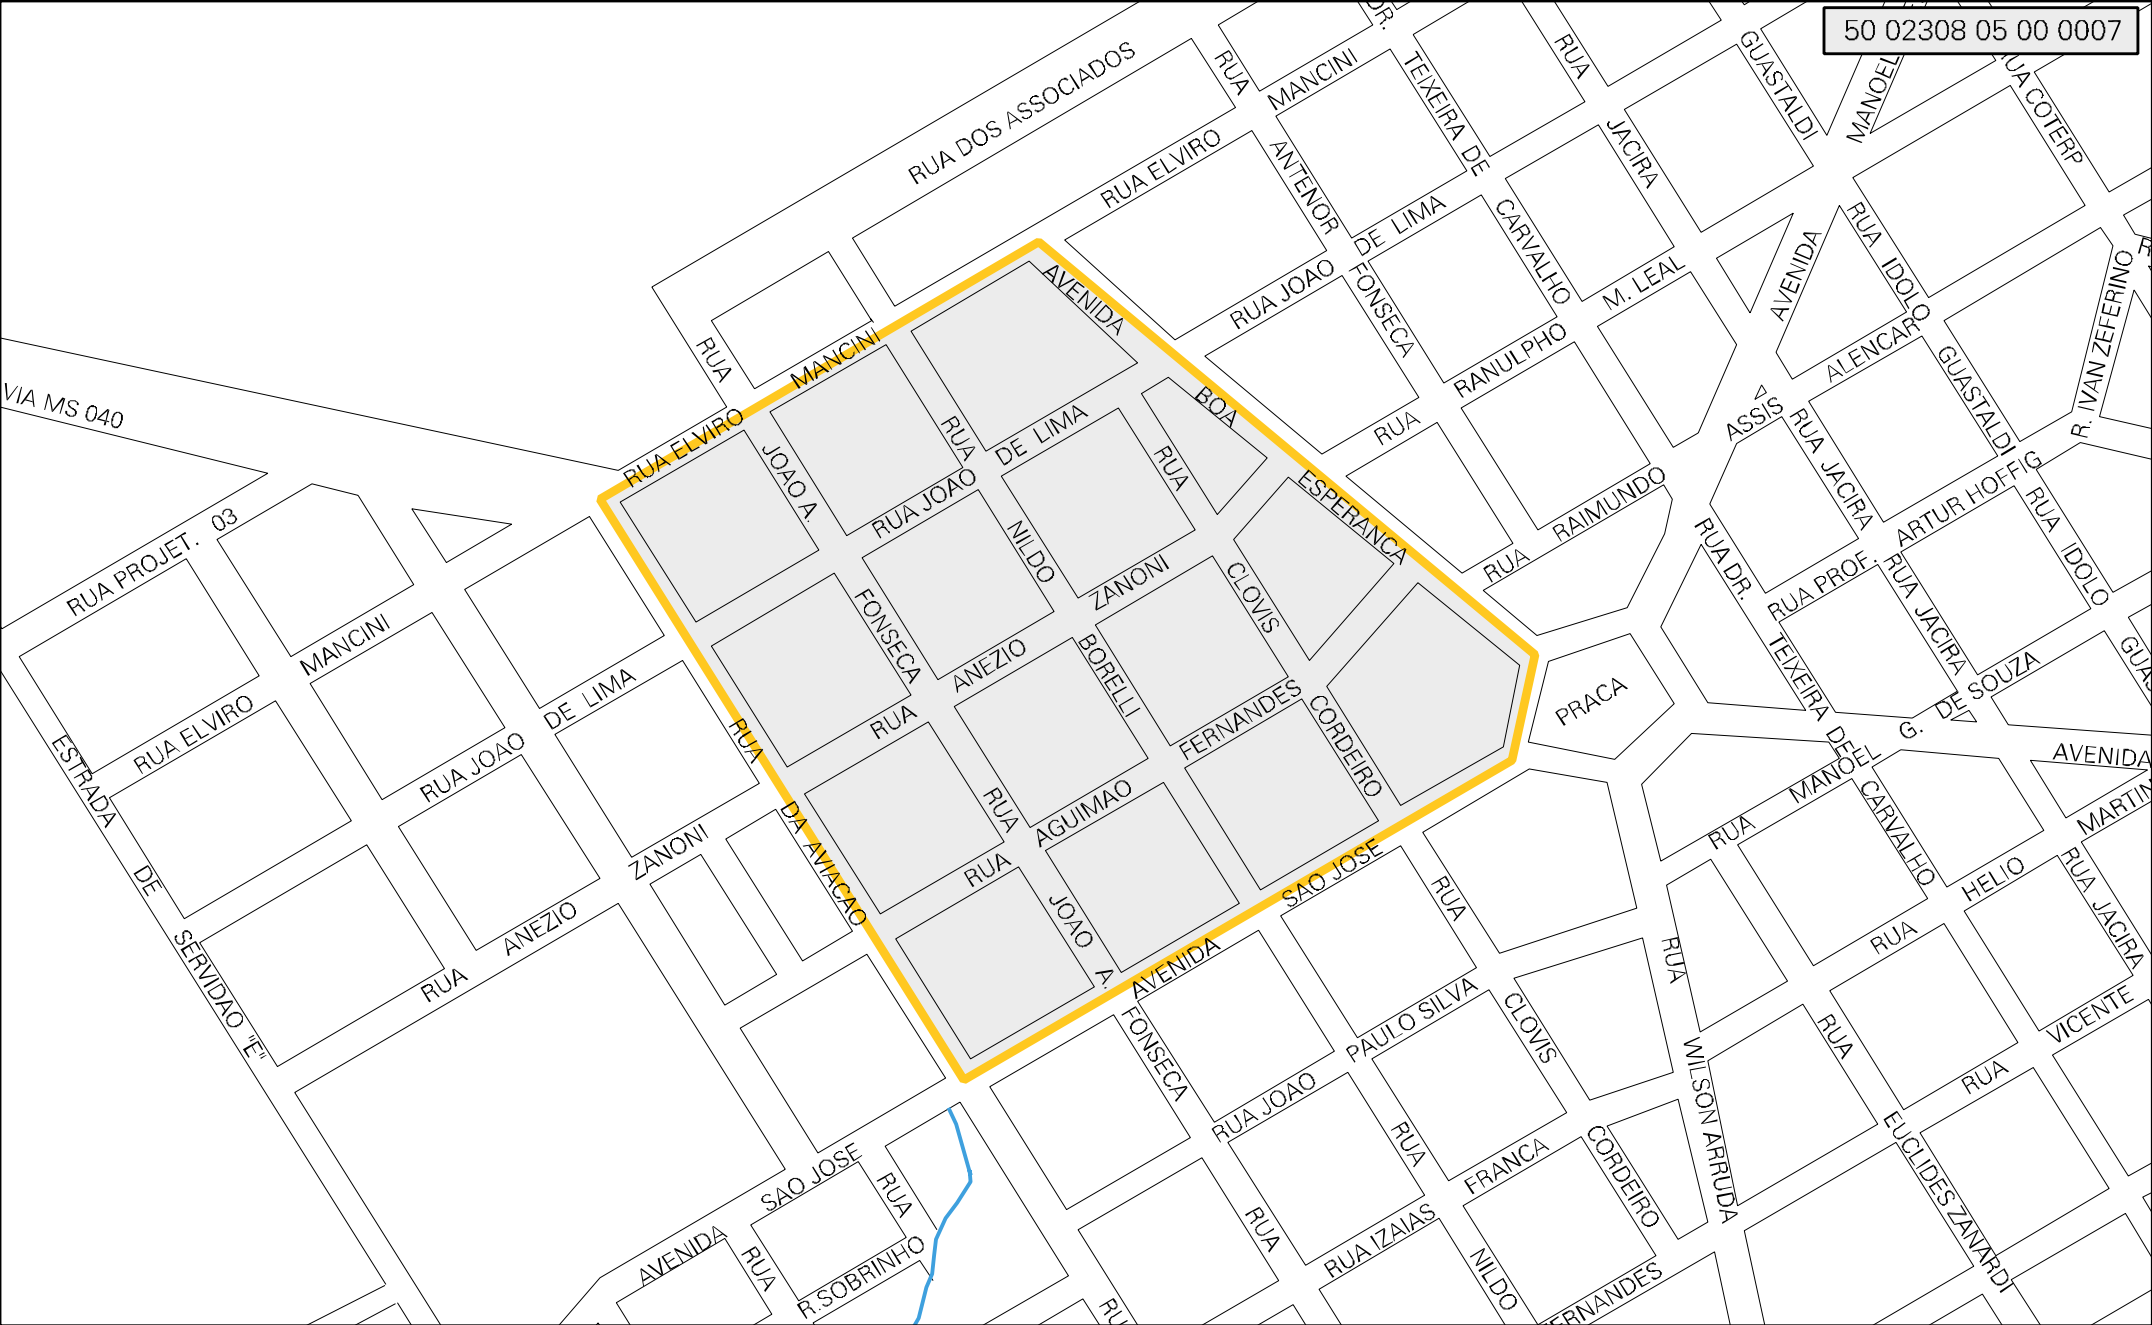 50 02308 05 00 0007
RUA DOS ASSOCIADOS
RUA
MANCINI
TEIXEIRA DE
RUA
GUASTALDI
MANOEL
RUA COTERP
RUA ELVIRO
ANTENOR
DE LIMA
CARVALHO
JACIRA
M. LEAL
AVENIDA
RUA IDOLO
R. IVAN ZEFERINO
RUA JOAO
FONSECA
RANULPHO
ALENCAR
GUASTALDI
ASSIS
RUA JACIRA
ARTUR HOFFIG
RUA IDOLO
RUA
RAIMUNDO
RUA
RUA DR.
RUA PROF.
RUA JACIRA
TEIXEIRA DE
G. DE SOUZA
PRACA
AVENIDA
BOA
ESPERANCA
VIA MS 040
RUA
RUA ELVIRO
MANCINI
JOAO A.
RUA
DE LIMA
RUA JOAO
RUA
NILDO
ZANONI
CLOVIS
FONSECA
ANEZIO
BORELLI
RUA
FERNANDES
CORDEIRO
RUA
AGUIMAO
RUA
JOAO A.
RUA
DA AVIACAO
AVENIDA
SAO JOSE
RUA PROJET. 03
MANCINI
RUA ELVIRO
DE LIMA
RUA JOAO
ZANONI
ANEZIO
RUA
ESTRADA DE SERVIDAO "E"
MANOEL
RUA
CARVALHO
HELIO
RUA
AVENIDA
MARTIN
RUA JACIRA
VICENTE
RUA
RUA
EUCLIDES ZANARDI
RUA
WILSON ARRUDA
RUA
CLOVIS
CORDEIRO
PAULO SILVA
RUA JOAO
FONSECA
RUA
FRANCA
RUA IZAIAS
RUA
NILDO
SAO JOSE
AVENIDA
RUA
RUA
R.SOBRINHO